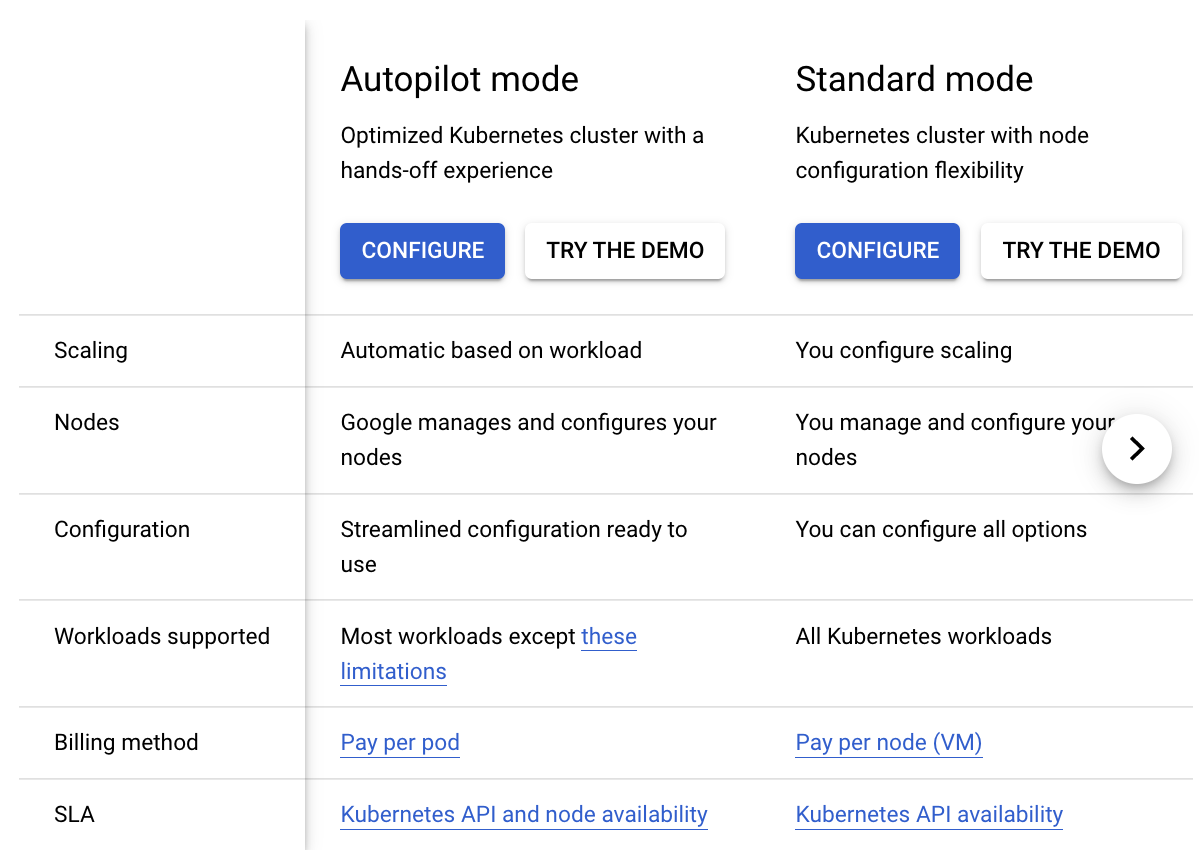 Autopilot mode
Standard mode
Optimized Kubernetes cluster with a
hands-off experience
Kubernetes cluster with node
configuration flexibility
CONFIGURE
TRY THE DEMO
CONFIGURE
TRY THE DEMO
Scaling
Automatic based on workload
You configure scaling
Nodes
Google manages and configures your
nodes
You manage and configure your
nodes
Configuration
Streamlined configuration ready to
use
You can configure all options
Workloads supported
Most workloads except these
limitations
All Kubernetes workloads
Billing method
Pay per pod
Pay per node (VM)
SLA
Kubernetes API and node availability
Kubernetes API availability